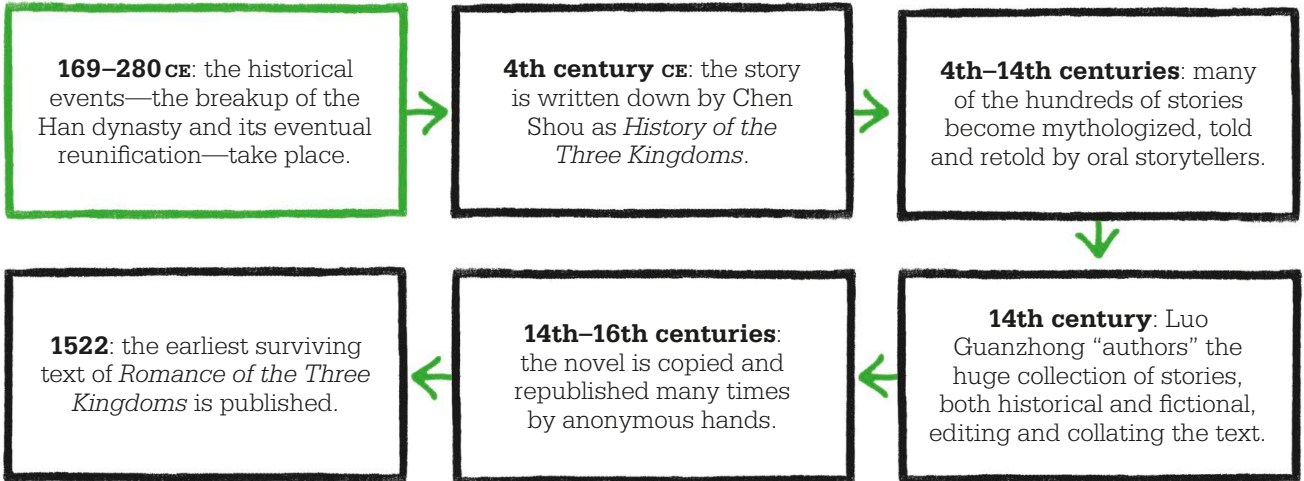 169–280 CE: the historical
events—the breakup of the
Han dynasty and its eventual
reunification—take place.
4th century CE: the story
is written down by Chen
Shou as History of the
Three Kingdoms.
4th–14th centuries: many
of the hundreds of stories
become mythologized, told
and retold by oral storytellers.
14th century: Luo
Guanzhong “authors” the
huge collection of stories,
both historical and fictional,
editing and collating the text.
14th–16th centuries:
the novel is copied and
republished many times
by anonymous hands.
1522: the earliest surviving
text of Romance of the Three
Kingdoms is published.